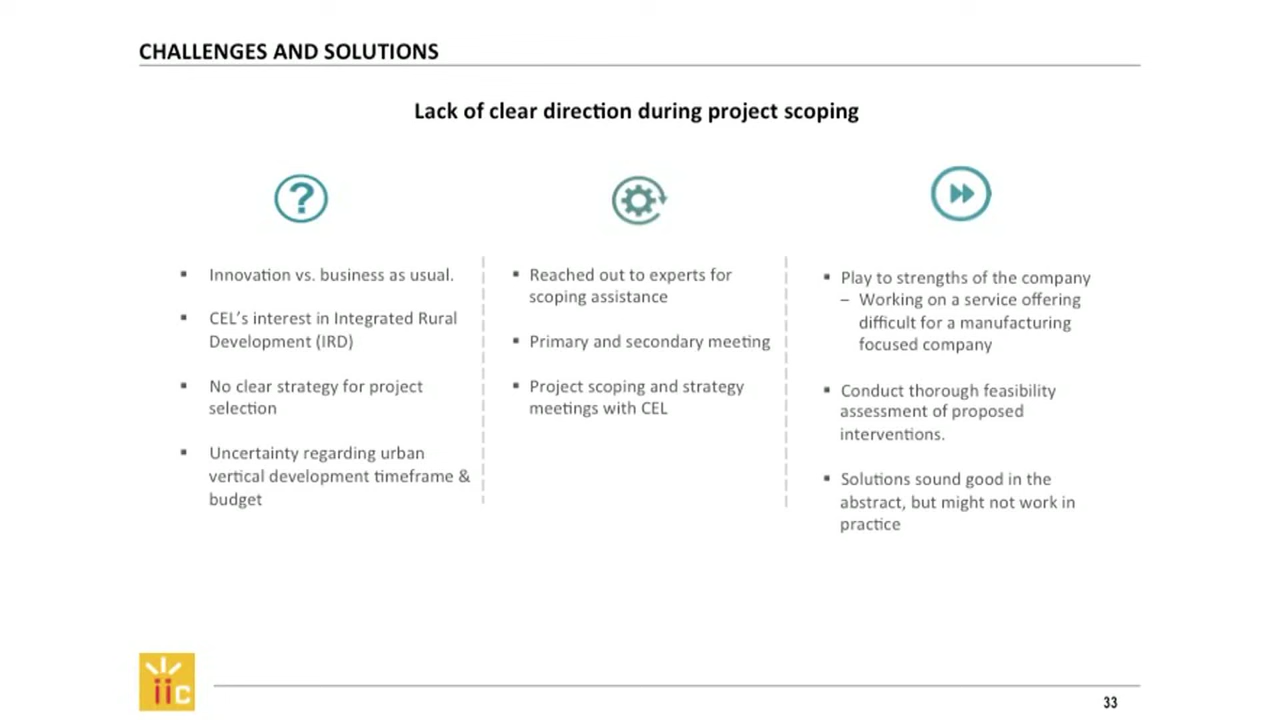 CHALLENGES AND SOLUTIONS
Lack of clear direction during project scoping
?
▪ Innovation vs. business as usual.
▪ CEL’s interest in Integrated Rural
Development (IRD)
▪ No clear strategy for project
selection
▪ Uncertainty regarding urban
vertical development timeframe &
budget
▪ Reached out to experts for
scoping assistance
▪ Primary and secondary meeting
▪ Project scoping and strategy
meetings with CEL
▪ Play to strengths of the company
– Working on a service offering
difficult for a manufacturing
focused company
▪ Conduct thorough feasibility
assessment of proposed
interventions.
▪ Solutions sound good in the
abstract, but might not work in
practice
iic
33